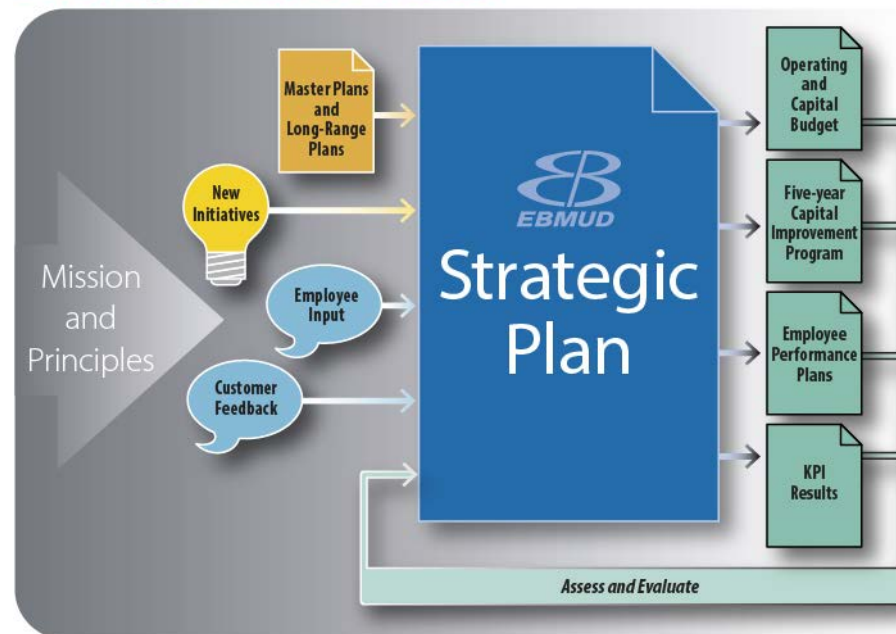 Mission
and
Principles
Master Plans
and
Long-Range
Plans
New
Initiatives
Employee
Input
Customer
Feedback
EBMUD
Strategic
Plan
Operating
and
Capital
Budget
Five-year
Capital
Improvement
Program
Employee
Performance
Plans
KPI
Results
Assess and Evaluate